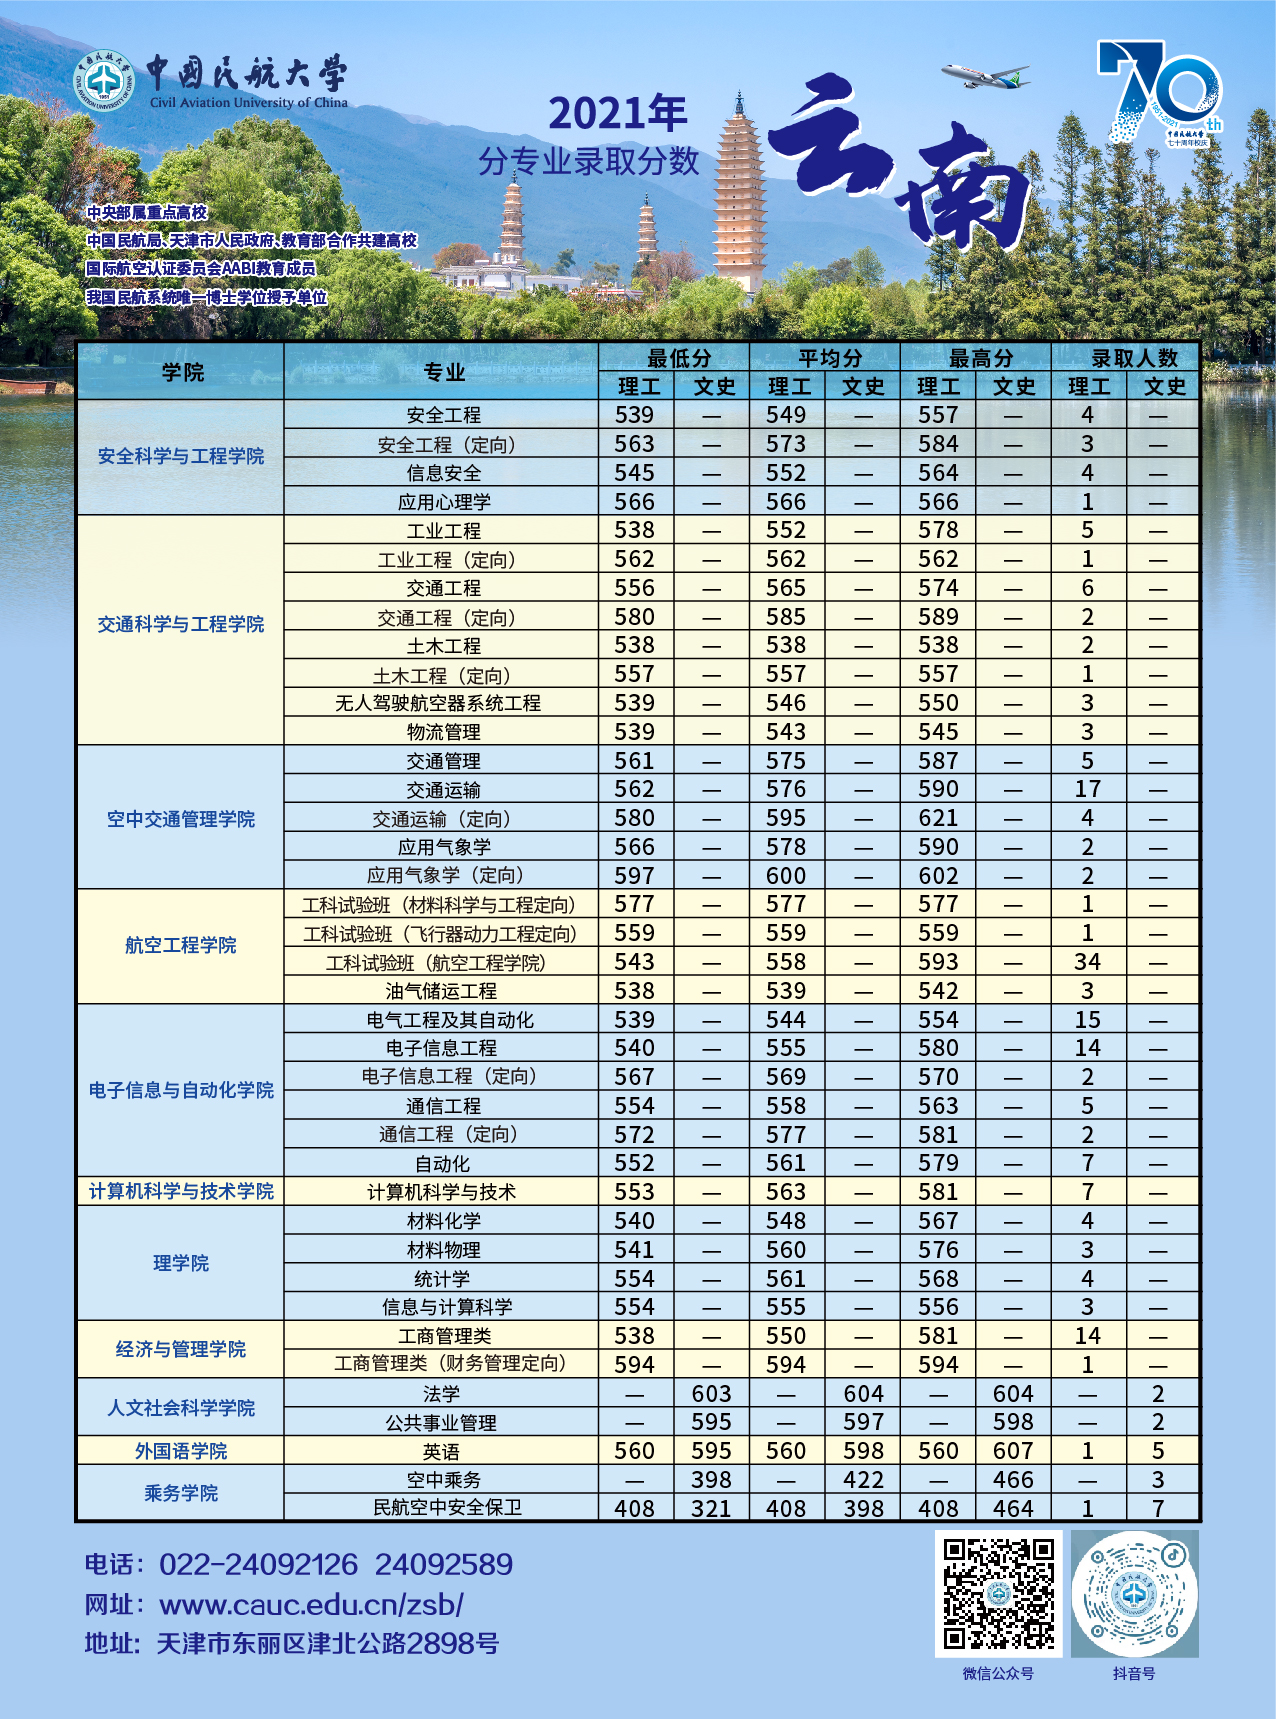 中国民航大学
Civil Aviation University of China
2021年
分专业录取分数
云南
70th
1951-2021
中国民航大学
七十周年校庆
中央部属重点高校
中国民航局、天津市人民政府、教育部合作共建高校
国际航空认证委员会AABI教育成员
我国民航系统唯一博士学位授予单位
学院 专业 最低分 平均分 最高分 录取人数
理工 文史 理工 文史 理工 文史 理工 文史
安全科学与工程学院
安全工程 539 — 549 — 557 — 4 —
安全工程（定向） 563 — 573 — 584 — 3 —
信息安全 545 — 552 — 564 — 4 —
应用心理学 566 — 566 — 566 — 1 —
交通科学与工程学院
工业工程 538 — 552 — 578 — 5 —
工业工程（定向） 562 — 562 — 562 — 1 —
交通工程 556 — 565 — 574 — 6 —
交通工程（定向） 580 — 585 — 589 — 2 —
土木工程 538 — 538 — 538 — 2 —
土木工程（定向） 557 — 557 — 557 — 1 —
无人驾驶航空器系统工程 539 — 546 — 550 — 3 —
物流管理 539 — 543 — 545 — 3 —
空中交通管理学院
交通管理 561 — 575 — 587 — 5 —
交通运输 562 — 576 — 590 — 17 —
交通运输（定向） 580 — 595 — 621 — 4 —
应用气象学 566 — 578 — 590 — 2 —
应用气象学（定向） 597 — 600 — 602 — 2 —
航空工程学院
工科试验班（材料科学与工程定向） 577 — 577 — 577 — 1 —
工科试验班（飞行器动力工程定向） 559 — 559 — 559 — 1 —
工科试验班（航空工程学院） 543 — 558 — 593 — 34 —
油气储运工程 538 — 539 — 542 — 3 —
电子信息与自动化学院
电气工程及其自动化 539 — 544 — 554 — 15 —
电子信息工程 540 — 555 — 580 — 14 —
电子信息工程（定向） 567 — 569 — 570 — 2 —
通信工程 554 — 558 — 563 — 5 —
通信工程（定向） 572 — 577 — 581 — 2 —
自动化 552 — 561 — 579 — 7 —
计算机科学与技术学院 计算机科学与技术 553 — 563 — 581 — 7 —
理学院
材料化学 540 — 548 — 567 — 4 —
材料物理 541 — 560 — 576 — 3 —
统计学 554 — 561 — 568 — 4 —
信息与计算科学 554 — 555 — 556 — 3 —
经济与管理学院
工商管理类 538 — 550 — 581 — 14 —
工商管理类（财务管理定向） 594 — 594 — 594 — 1 —
人文社会科学学院
法学 — 603 — 604 — 604 — 2
公共事业管理 — 595 — 597 — 598 — 2
外国语学院 英语 560 595 560 598 560 607 1 5
乘务学院
空中乘务 — 398 — 422 — 466 — 3
民航空中安全保卫 408 321 408 398 408 464 1 7
电话：022-24092126 24092589
网址：www.cauc.edu.cn/zsb/
地址：天津市东丽区津北公路2898号
微信公众号
抖音号